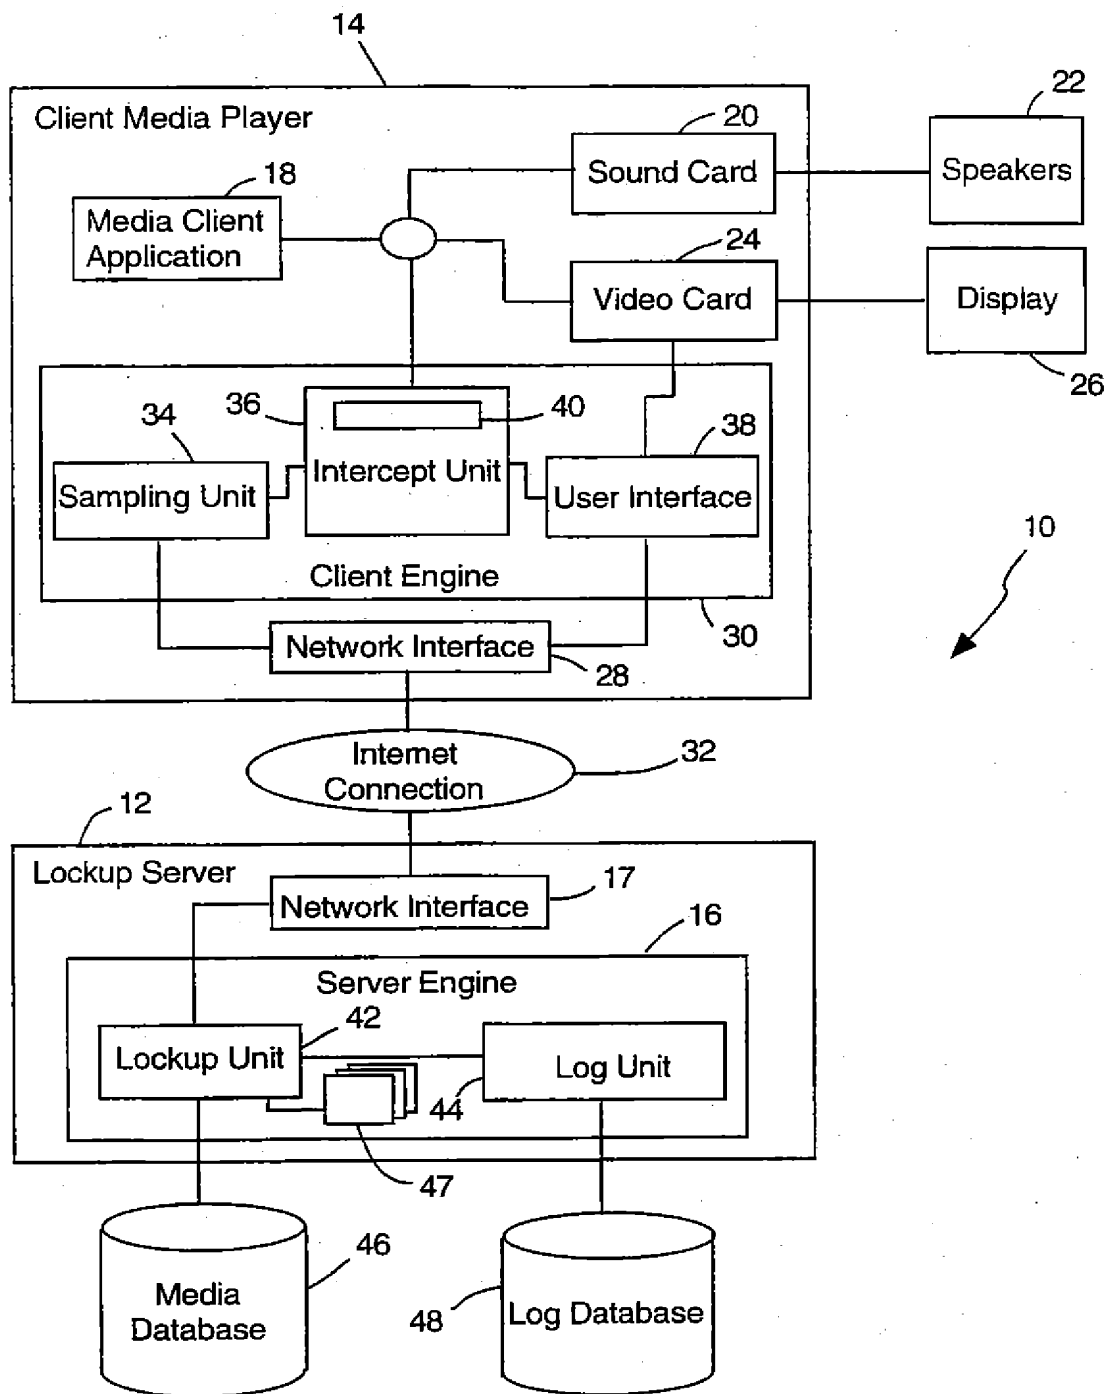 14
Client Media Player
20
22
Sound Card
Speakers
18
Media Client
Application
24
Video Card
Display
26
36
40
34
38
Intercept Unit
Sampling Unit
User Interface
10
Client Engine
30
Network Interface
28
Internet
Connection
32
12
Lockup Server
17
Network Interface
16
Server Engine
42
Lockup Unit
Log Unit
44
47
46
Media
Database
48
Log Database